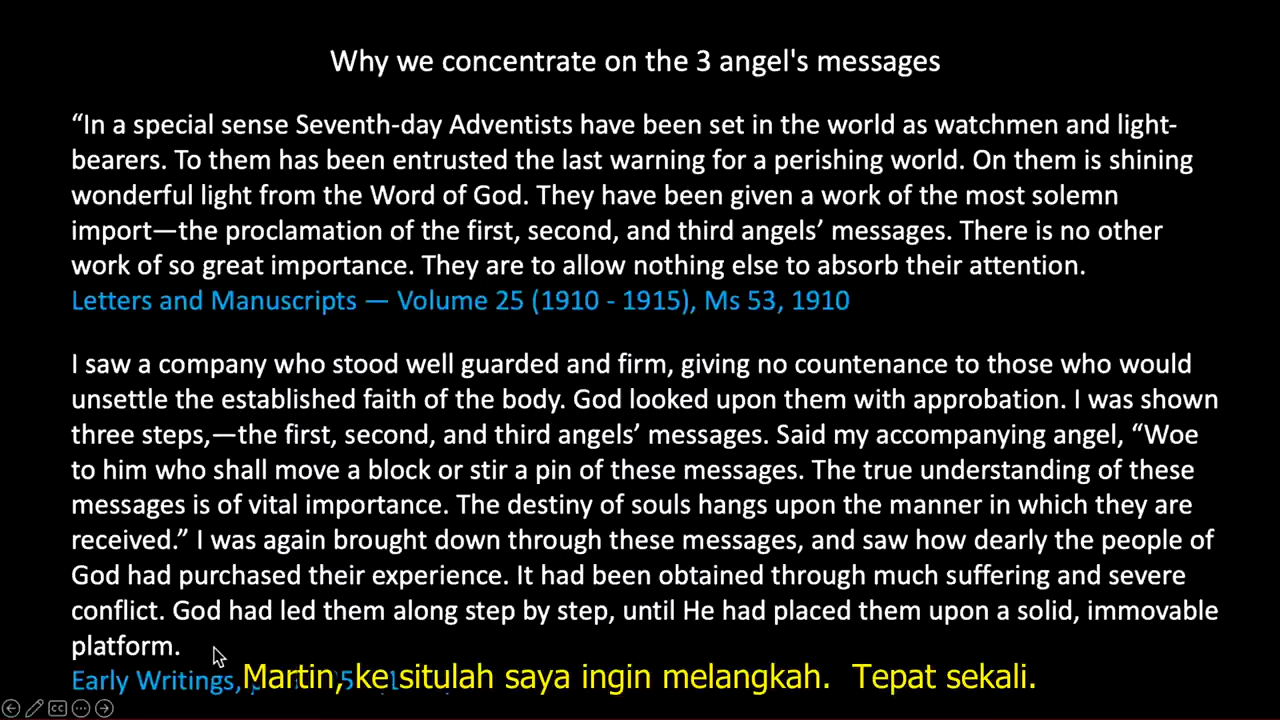 Why we concentrate on the 3 angel's messages
“In a special sense Seventh-day Adventists have been set in the world as watchmen and light-
bearers. To them has been entrusted the last warning for a perishing world. On them is shining
wonderful light from the Word of God. They have been given a work of the most solemn
import—the proclamation of the first, second, and third angels’ messages. There is no other
work of so great importance. They are to allow nothing else to absorb their attention.
Letters and Manuscripts — Volume 25 (1910 - 1915), Ms 53, 1910
I saw a company who stood well guarded and firm, giving no countenance to those who would
unsettle the established faith of the body. God looked upon them with approbation. I was shown
three steps,—the first, second, and third angels’ messages. Said my accompanying angel, “Woe
to him who shall move a block or stir a pin of these messages. The true understanding of these
messages is of vital importance. The destiny of souls hangs upon the manner in which they are
received.” I was again brought down through these messages, and saw how dearly the people of
God had purchased their experience. It had been obtained through much suffering and severe
conflict. God had led them along step by step, until He had placed them upon a solid, immovable
platform.
Early Writings,
Martin, ke situlah saya ingin melangkah. Tepat sekali.